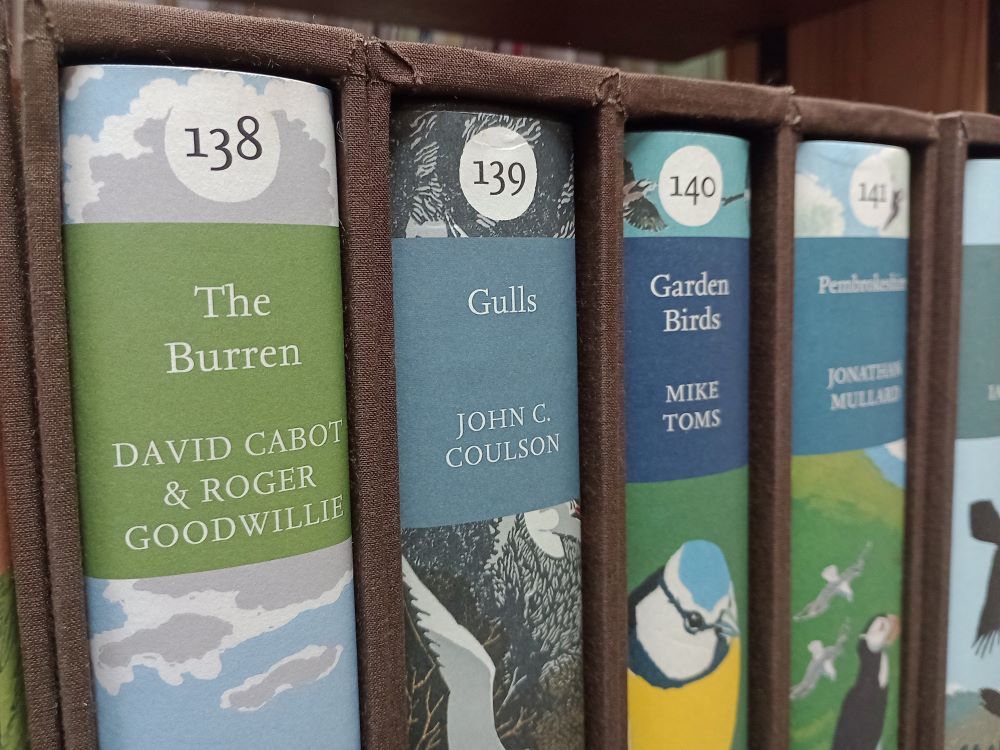 138
The
Burren
DAVID CABOT
& ROGER
GOODWILLIE
139
Gulls
JOHN C.
COULSON
140
Garden
Birds
MIKE
TOMS
141
Pembrokeshire
JONATHAN
MULLARD